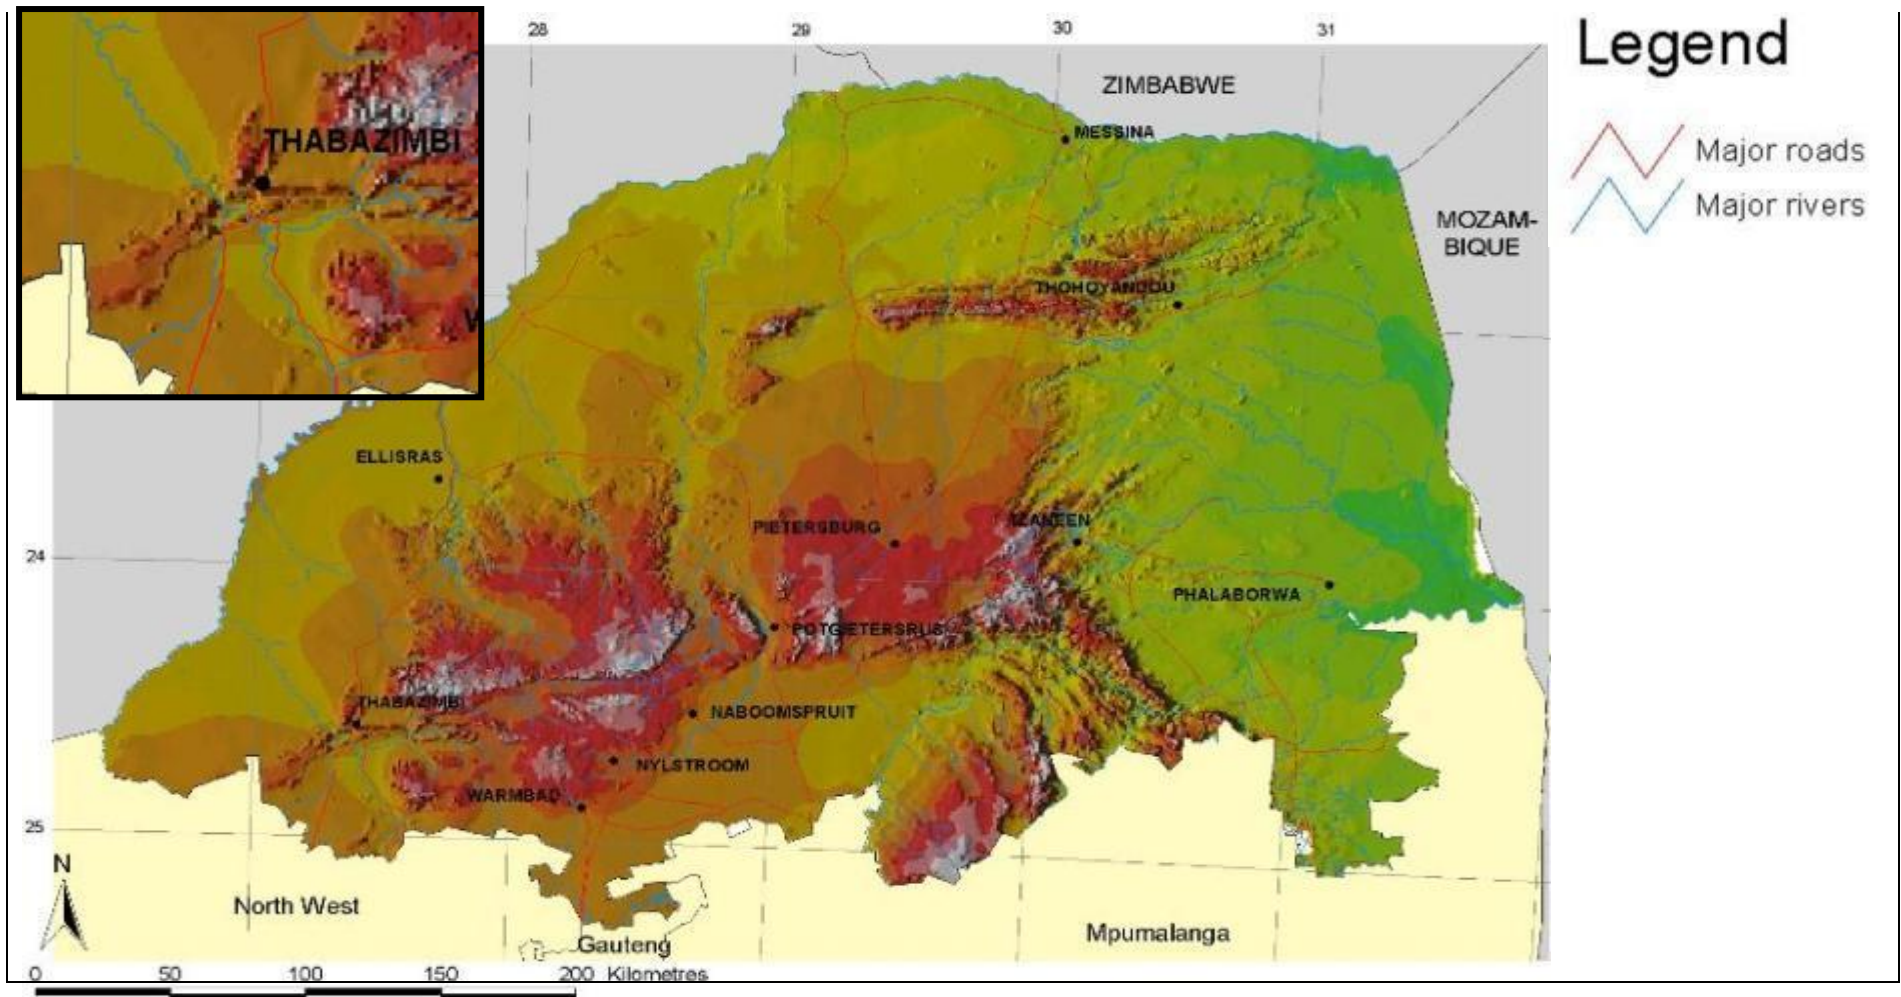 28
29
30
31
Legend
ZIMBABWE
THABAZIMBI
MESSINA
Major roads
Major rivers
MOZAM-
BIQUE
THOHOYANDOU
ELLISRAS
PIETERSBURG
TZANEEN
24
PHALABORWA
POTGIETERSRUS
THABAZIMBI
NABOOMSPRUIT
NYLSTROOM
WARMBAD
25
N
North West
Gauteng
Mpumalanga
0 50 100 150 200 Kilometres